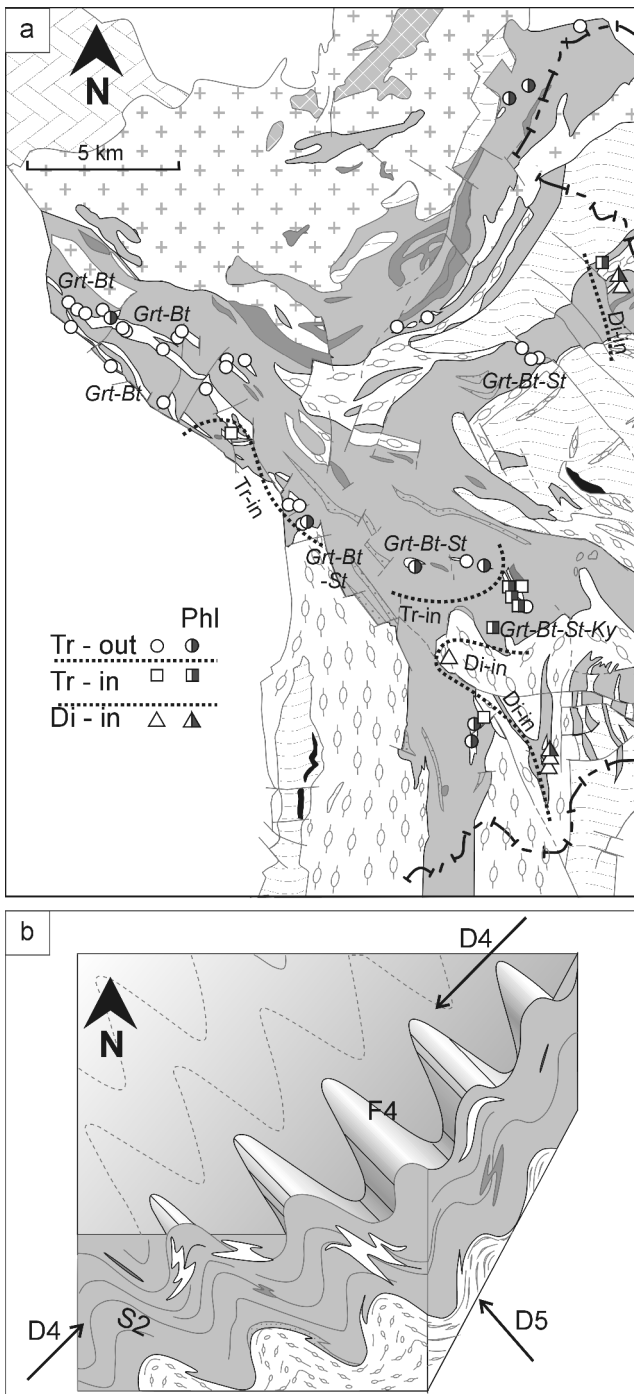 a
N
5 km
Grt-Bt
Grt-Bt
Grt-Bt
Di-in
Grt-Bt-St
Tr-in
Grt-Bt
-St
Grt-Bt-St
Tr-in
Grt-Bt-St-Ky
Di-in
Di-in
Phl
Tr - out
Tr - in
Di - in
b
D4
N
F4
S2
D4
D5